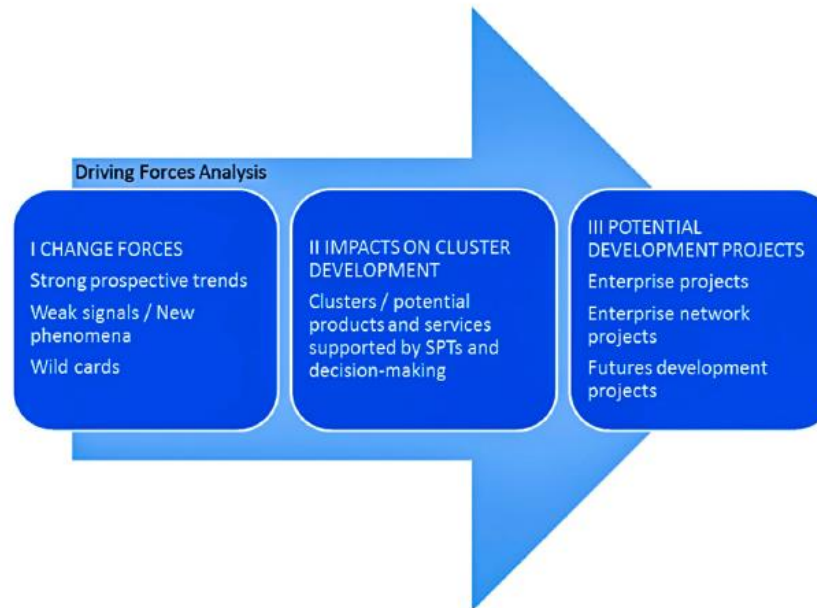 Driving Forces Analysis
I CHANGE FORCES
Strong prospective trends
Weak signals / New
phenomena
Wild cards
II IMPACTS ON CLUSTER
DEVELOPMENT
Clusters / potential
products and services
supported by SPTs and
decision-making
III POTENTIAL
DEVELOPMENT PROJECTS
Enterprise projects
Enterprise network
projects
Futures development
projects